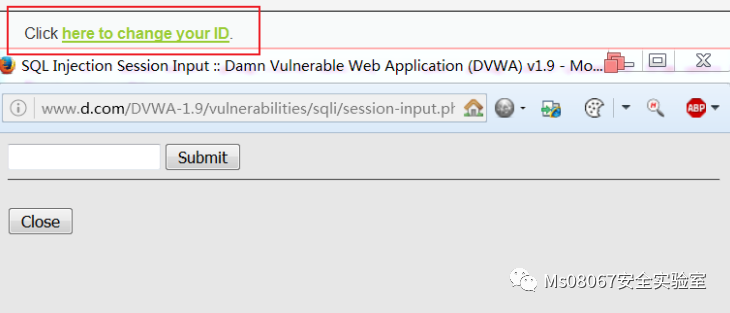 Click here to change your ID.
SQL Injection Session Input :: Damn Vulnerable Web Application (DVWA) v1.9 - Mo...
www.d.com/DVWA-1.9/vulnerabilities/sqli/session-input.ph
ABP
Submit
Close
Ms08067安全实验室